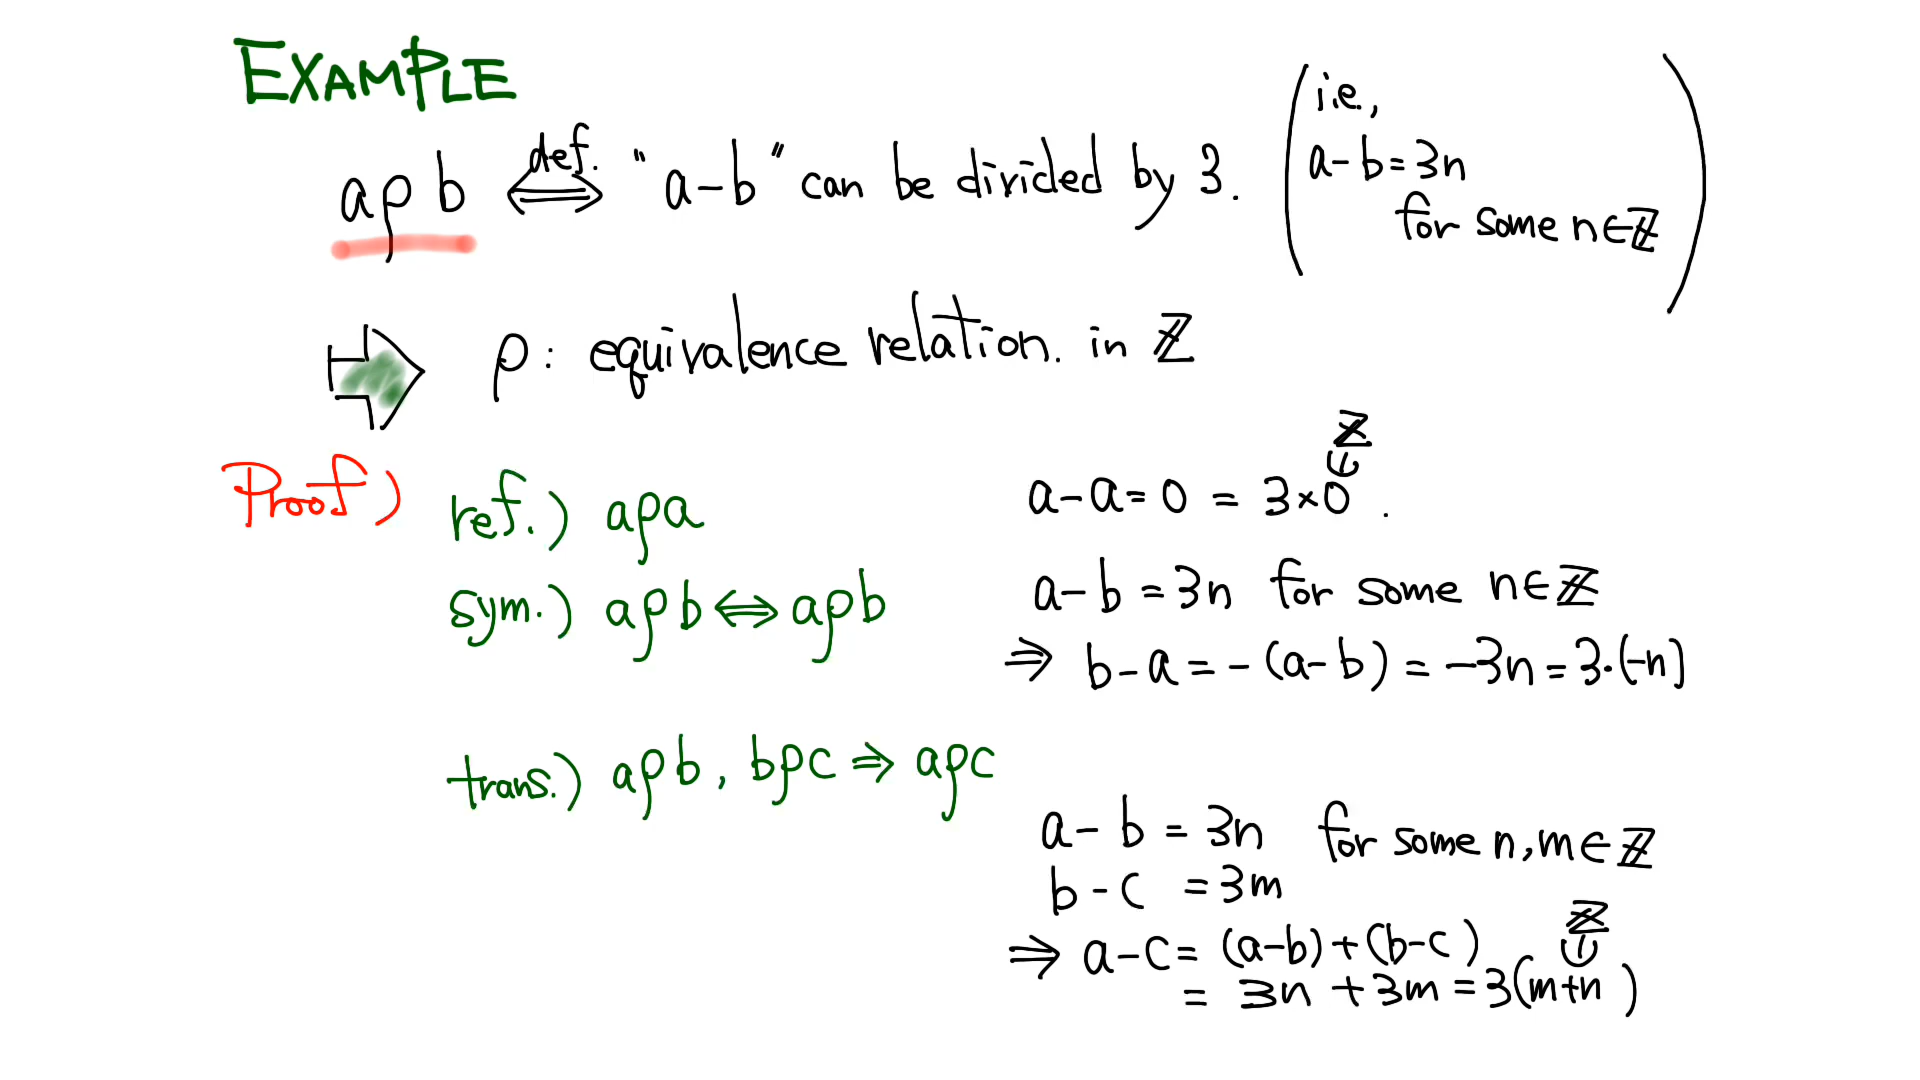 EXAMPLE
aρb ⟺ def. "a-b" can be divided by 3.
(i.e.,
a-b=3n
for some n∈ℤ)
⇒ ρ: equivalence relation. in ℤ
Proof)
ref.) aρa
a-a=0 = 3×0.
ℤ
∪
sym.) aρb⟺aρb
a-b=3n for some n∈ℤ
⇒ b-a=-(a-b)=-3n=3·(-n)
trans.) aρb, bρc ⇒ aρc
a-b=3n for some n,m∈ℤ
b-c =3m
⇒ a-c= (a-b)+(b-c)
= 3n+3m=3(m+n)
ℤ
∪